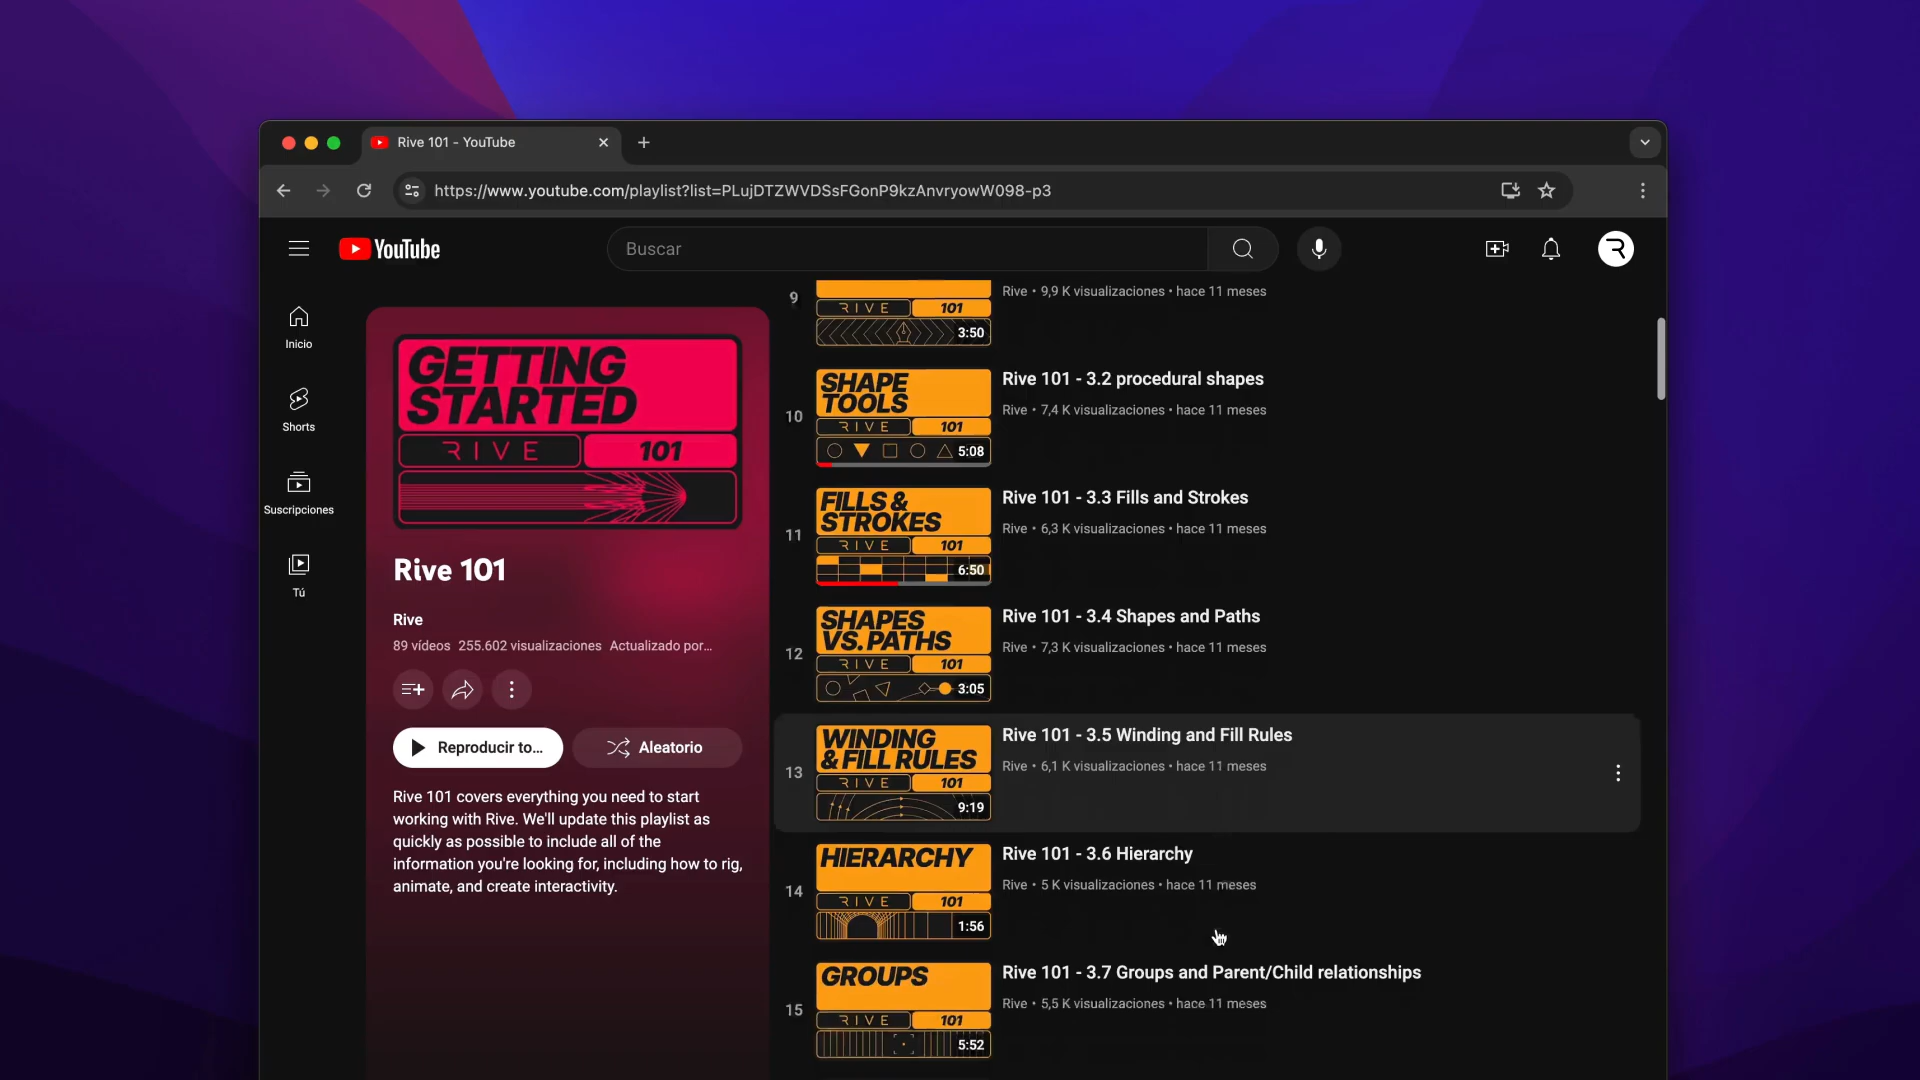 Rive 101 - YouTube
https://www.youtube.com/playlist?list=PLujDTZWVDSsFGonP9kzAnvryowW098-p3
YouTube
Buscar
Inicio
Shorts
Suscripciones
Tú
GETTING
STARTED
RIVE 101
Rive 101
Rive
89 vídeos 255.602 visualizaciones Actualizado por...
Reproducir to...
Aleatorio
Rive 101 covers everything you need to start
working with Rive. We'll update this playlist as
quickly as possible to include all of the
information you're looking for, including how to rig,
animate, and create interactivity.
9
RIVE 101
3:50
Rive • 9,9 K visualizaciones • hace 11 meses
10
SHAPE
TOOLS
RIVE 101
5:08
Rive 101 - 3.2 procedural shapes
Rive • 7,4 K visualizaciones • hace 11 meses
11
FILLS &
STROKES
RIVE 101
6:50
Rive 101 - 3.3 Fills and Strokes
Rive • 6,3 K visualizaciones • hace 11 meses
12
SHAPES
VS. PATHS
RIVE 101
3:05
Rive 101 - 3.4 Shapes and Paths
Rive • 7,3 K visualizaciones • hace 11 meses
13
WINDING
& FILL RULES
RIVE 101
9:19
Rive 101 - 3.5 Winding and Fill Rules
Rive • 6,1 K visualizaciones • hace 11 meses
14
HIERARCHY
RIVE 101
1:56
Rive 101 - 3.6 Hierarchy
Rive • 5 K visualizaciones • hace 11 meses
15
GROUPS
RIVE 101
5:52
Rive 101 - 3.7 Groups and Parent/Child relationships
Rive • 5,5 K visualizaciones • hace 11 meses